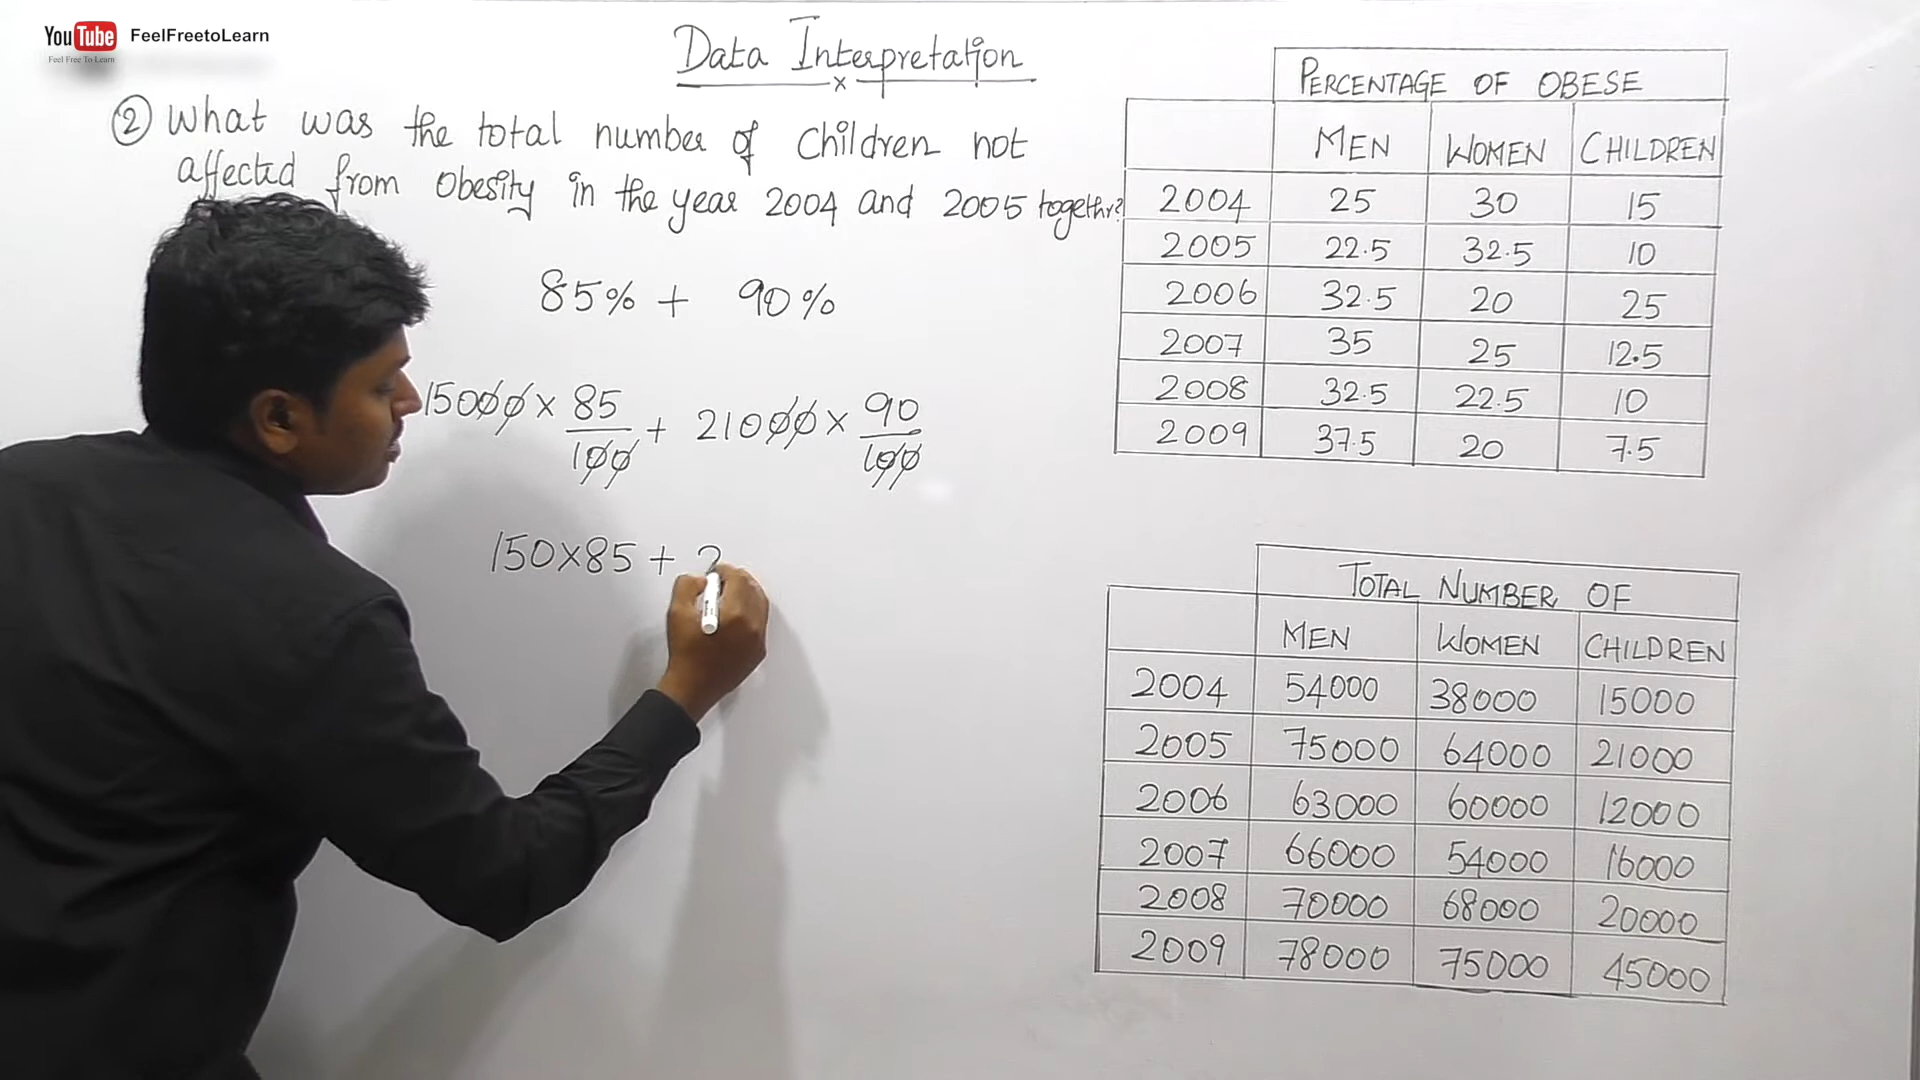 YouTube FeelFreetoLearn
Feel Free To Learn
Data Interpretation
x
② What was the total number of children not
affected from Obesity in the year 2004 and 2005 togethr?
85% + 90%
15000 × 85/100 + 21000 × 90/100
150×85 + 2
PERCENTAGE OF OBESE
MEN WOMEN CHILDREN
2004 25 30 15
2005 22.5 32.5 10
2006 32.5 20 25
2007 35 25 12.5
2008 32.5 22.5 10
2009 37.5 20 7.5
TOTAL NUMBER OF
MEN WOMEN CHILDREN
2004 54000 38000 15000
2005 75000 64000 21000
2006 63000 60000 12000
2007 66000 54000 16000
2008 70000 68000 20000
2009 78000 75000 45000